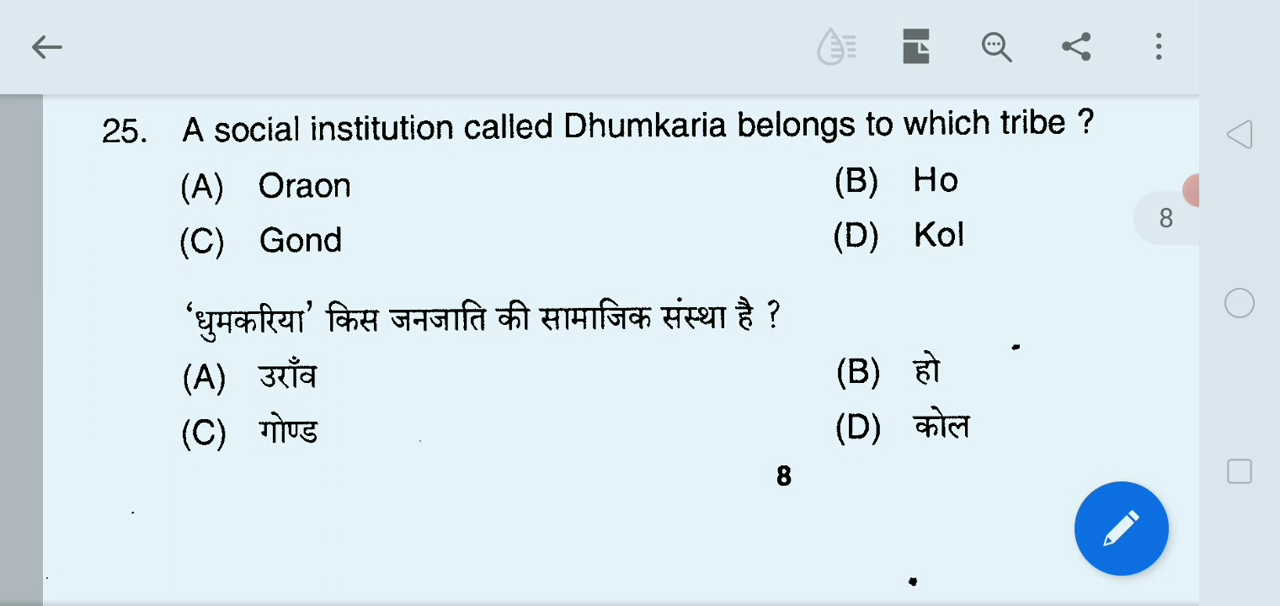 25. A social institution called Dhumkaria belongs to which tribe ?
(A) Oraon (B) Ho
(C) Gond (D) Kol
8
‘धुमकरिया’ किस जनजाति की सामाजिक संस्था है ?
(A) उराँव (B) हो
(C) गोण्ड (D) कोल
8